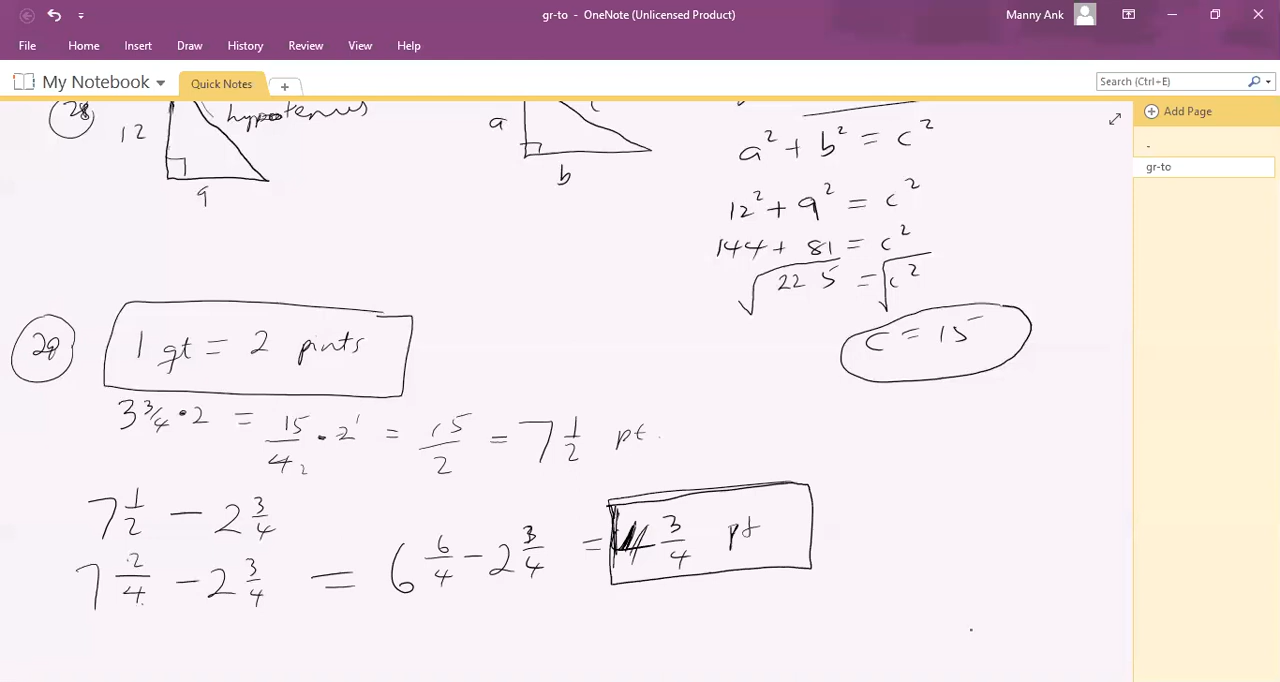 gr-to - OneNote (Unlicensed Product)
Manny Ank
File Home Insert Draw History Review View Help
My Notebook
Quick Notes
+
Search (Ctrl+E)
Add Page
-
gr-to
28
12
hypotenus
9
a
b
a² + b² = c²
12² + 9² = c²
144 + 81 = c²
√225 = √c²
c = 15
29
1 qt = 2 pints
3 3/4 • 2 = 15/4 2 • 2 1 = 15/2 = 7 1/2 pt.
7 1/2 - 2 3/4
7 2/4 - 2 3/4 = 6 6/4 - 2 3/4 = 4 3/4 pt